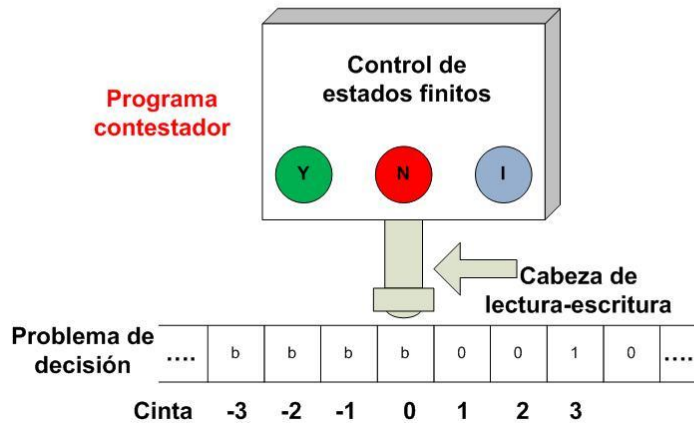 Control de
estados finitos
Programa
contestador
Y N I
Cabeza de
lectura-escritura
Problema de
decisión
.... b b b b 0 0 1 0 ....
Cinta -3 -2 -1 0 1 2 3